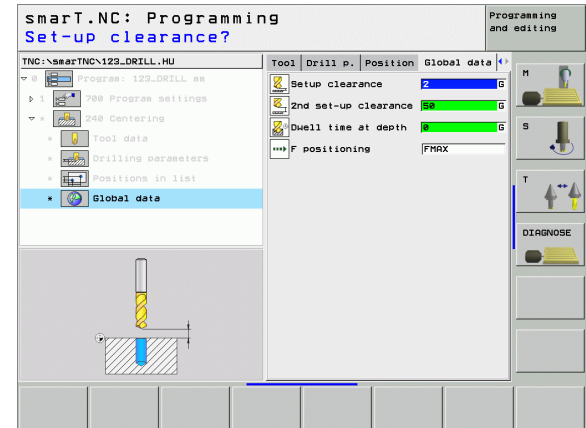 smarT.NC: Programming
Set-up clearance?
Programming
and editing
TNC:\smarTNC\123_DRILL.HU
0 Program: 123_DRILL mm
1 700 Program settings
* 240 Centering
* Tool data
* Drilling parameters
* Positions in list
* Global data
Tool Drill p. Position Global data
Setup clearance 2 G
2nd set-up clearance 50 G
Dwell time at depth 0 G
F positioning FMAX
M
S
T
DIAGNOSE